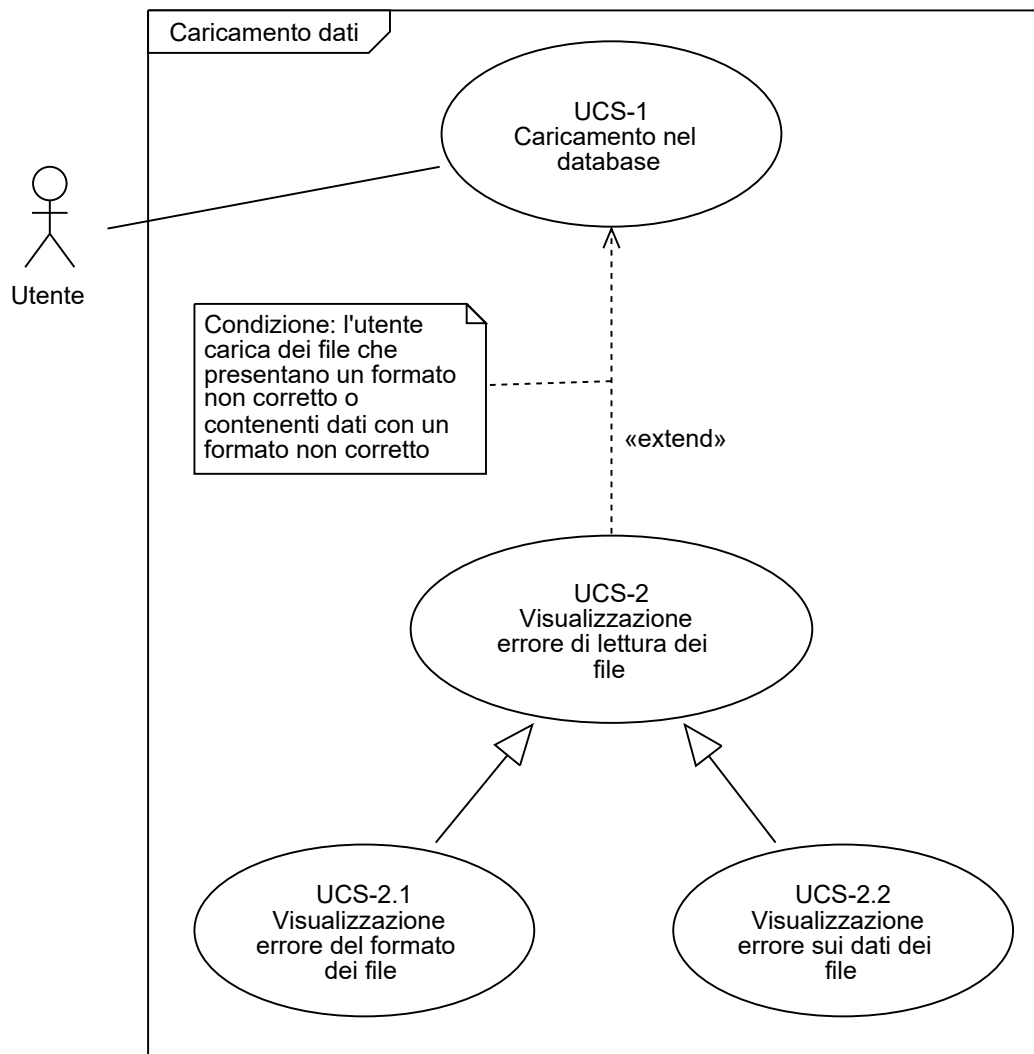 Caricamento dati
UCS-1
Caricamento nel
database
Utente
Condizione: l'utente
carica dei file che
presentano un formato
non corretto o
contenenti dati con un
formato non corretto
«extend»
UCS-2
Visualizzazione
errore di lettura dei
file
UCS-2.1
Visualizzazione
errore del formato
dei file
UCS-2.2
Visualizzazione
errore sui dati dei
file